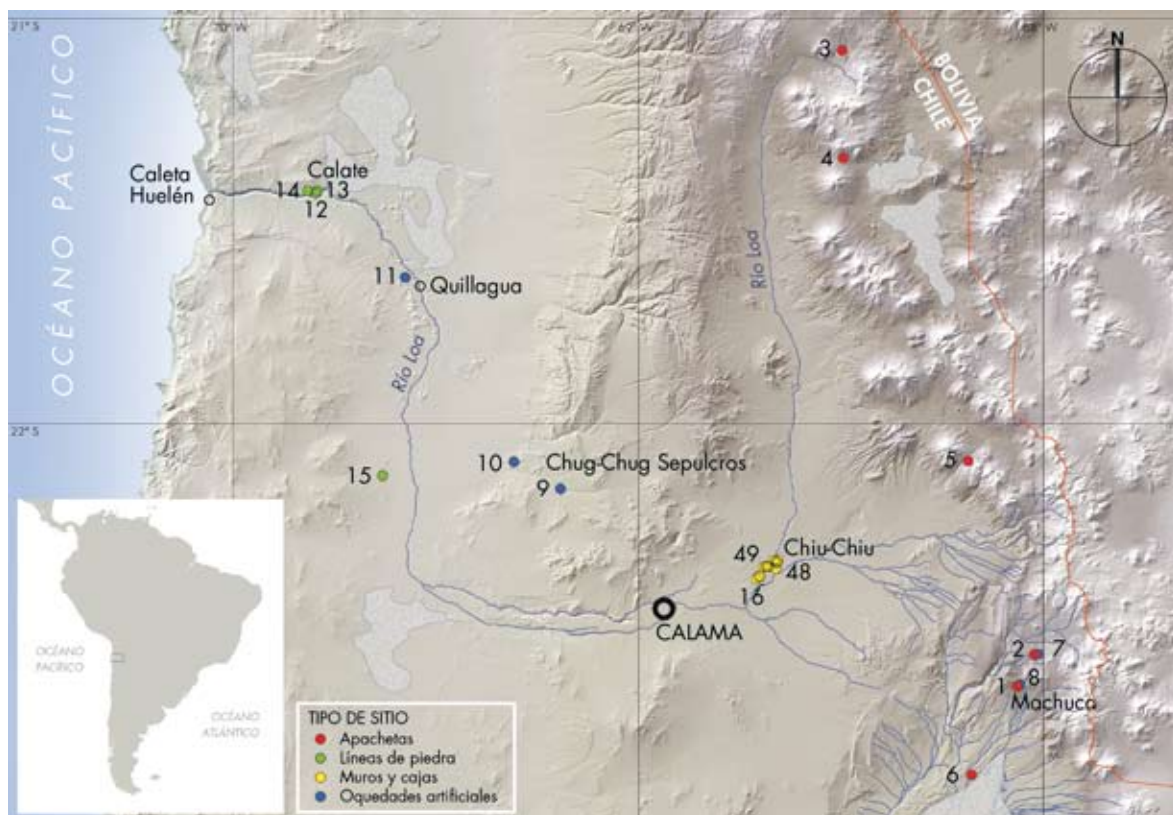 21° S
70° W
69° W
68° W
N
OCÉANO PACÍFICO
BOLIVIA
CHILE
3
4
Caleta
Huelén
Calate
14
13
12
11
Quillagua
Río Loa
Río Loa
22° S
15
10
Chug-Chug Sepulcros
9
5
49
Chiu-Chiu
48
16
CALAMA
2
7
8
1
Machuca
6
OCÉANO
PACÍFICO
OCÉANO
ATLÁNTICO
TIPO DE SITIO
Apachetas
Líneas de piedra
Muros y cajas
Oquedades artificiales